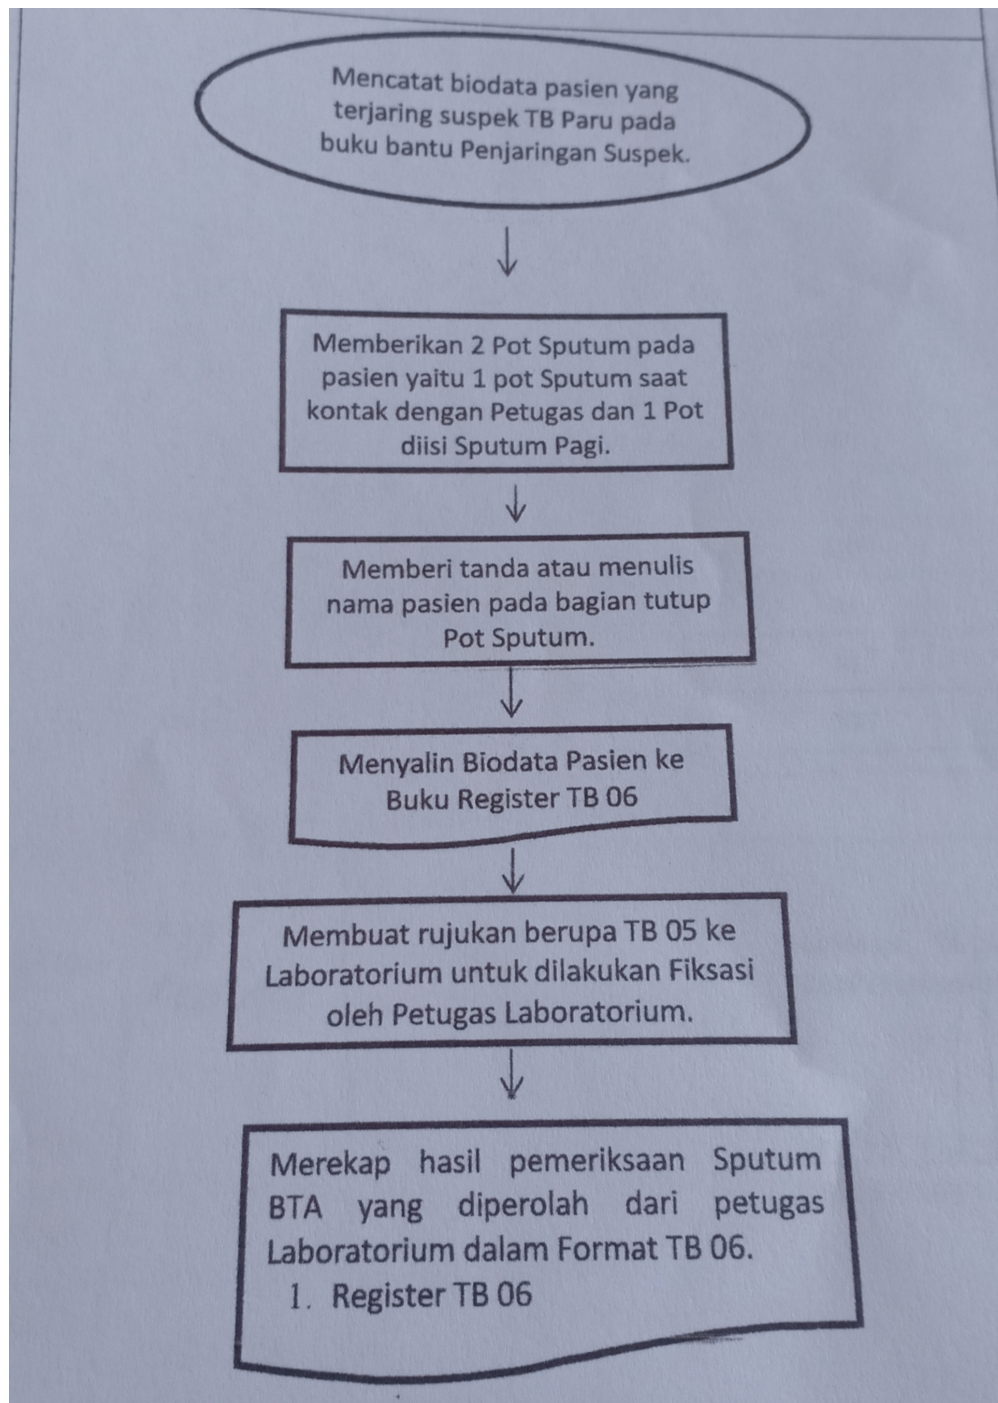 Mencatat biodata pasien yang
terjaring suspek TB Paru pada
buku bantu Penjaringan Suspek.
Memberikan 2 Pot Sputum pada
pasien yaitu 1 pot Sputum saat
kontak dengan Petugas dan 1 Pot
diisi Sputum Pagi.
Memberi tanda atau menulis
nama pasien pada bagian tutup
Pot Sputum.
Menyalin Biodata Pasien ke
Buku Register TB 06
Membuat rujukan berupa TB 05 ke
Laboratorium untuk dilakukan Fiksasi
oleh Petugas Laboratorium.
Merekap hasil pemeriksaan Sputum
BTA yang diperolah dari petugas
Laboratorium dalam Format TB 06.
1. Register TB 06